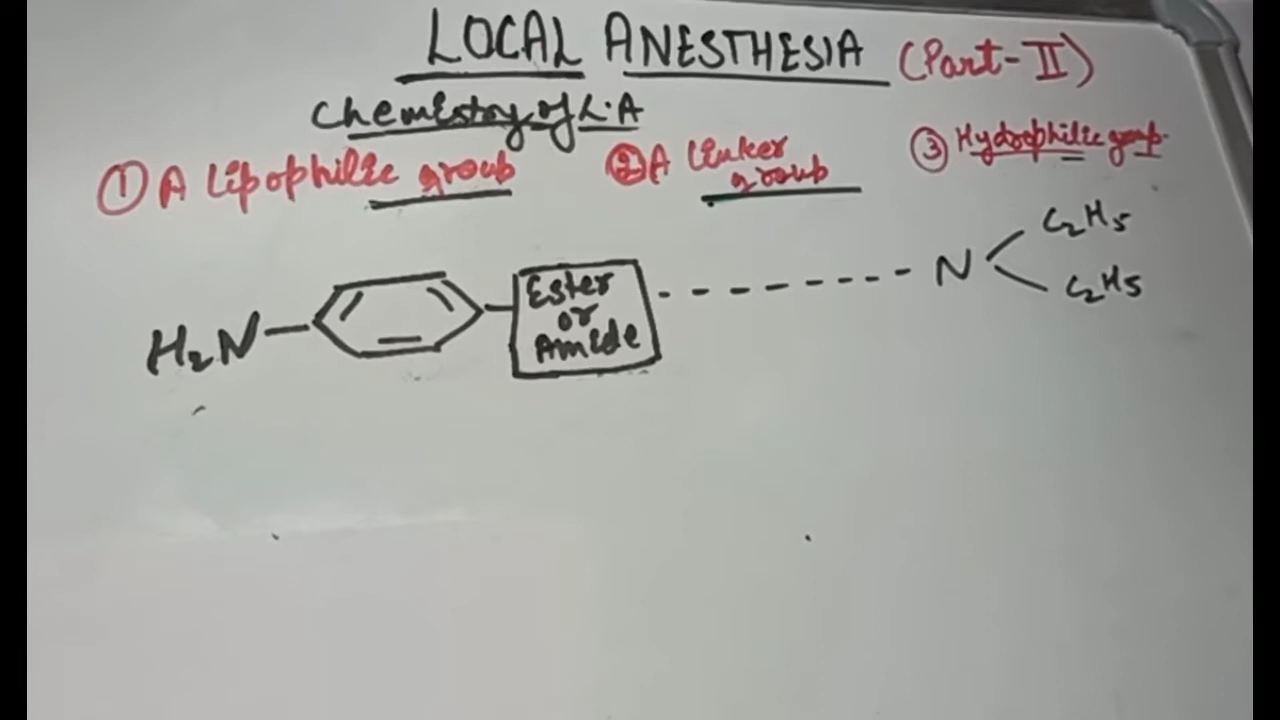 LOCAL ANESTHESIA (Part-II)
Chemistry of L.A
① A Lipophilic group
② A linker
group
③ Hydrophilic group
H₂N
Ester
or
Amide
N
C₂H₅
C₂H₅